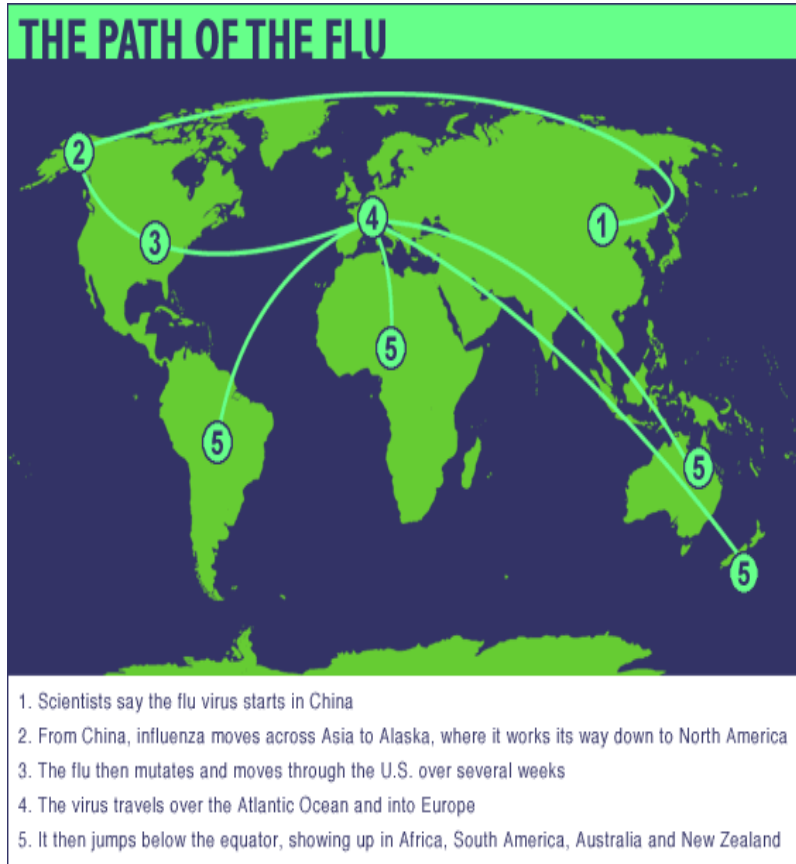 THE PATH OF THE FLU
2
1
4
3
5
5
5
5
1. Scientists say the flu virus starts in China
2. From China, influenza moves across Asia to Alaska, where it works its way down to North America
3. The flu then mutates and moves through the U.S. over several weeks
4. The virus travels over the Atlantic Ocean and into Europe
5. It then jumps below the equator, showing up in Africa, South America, Australia and New Zealand